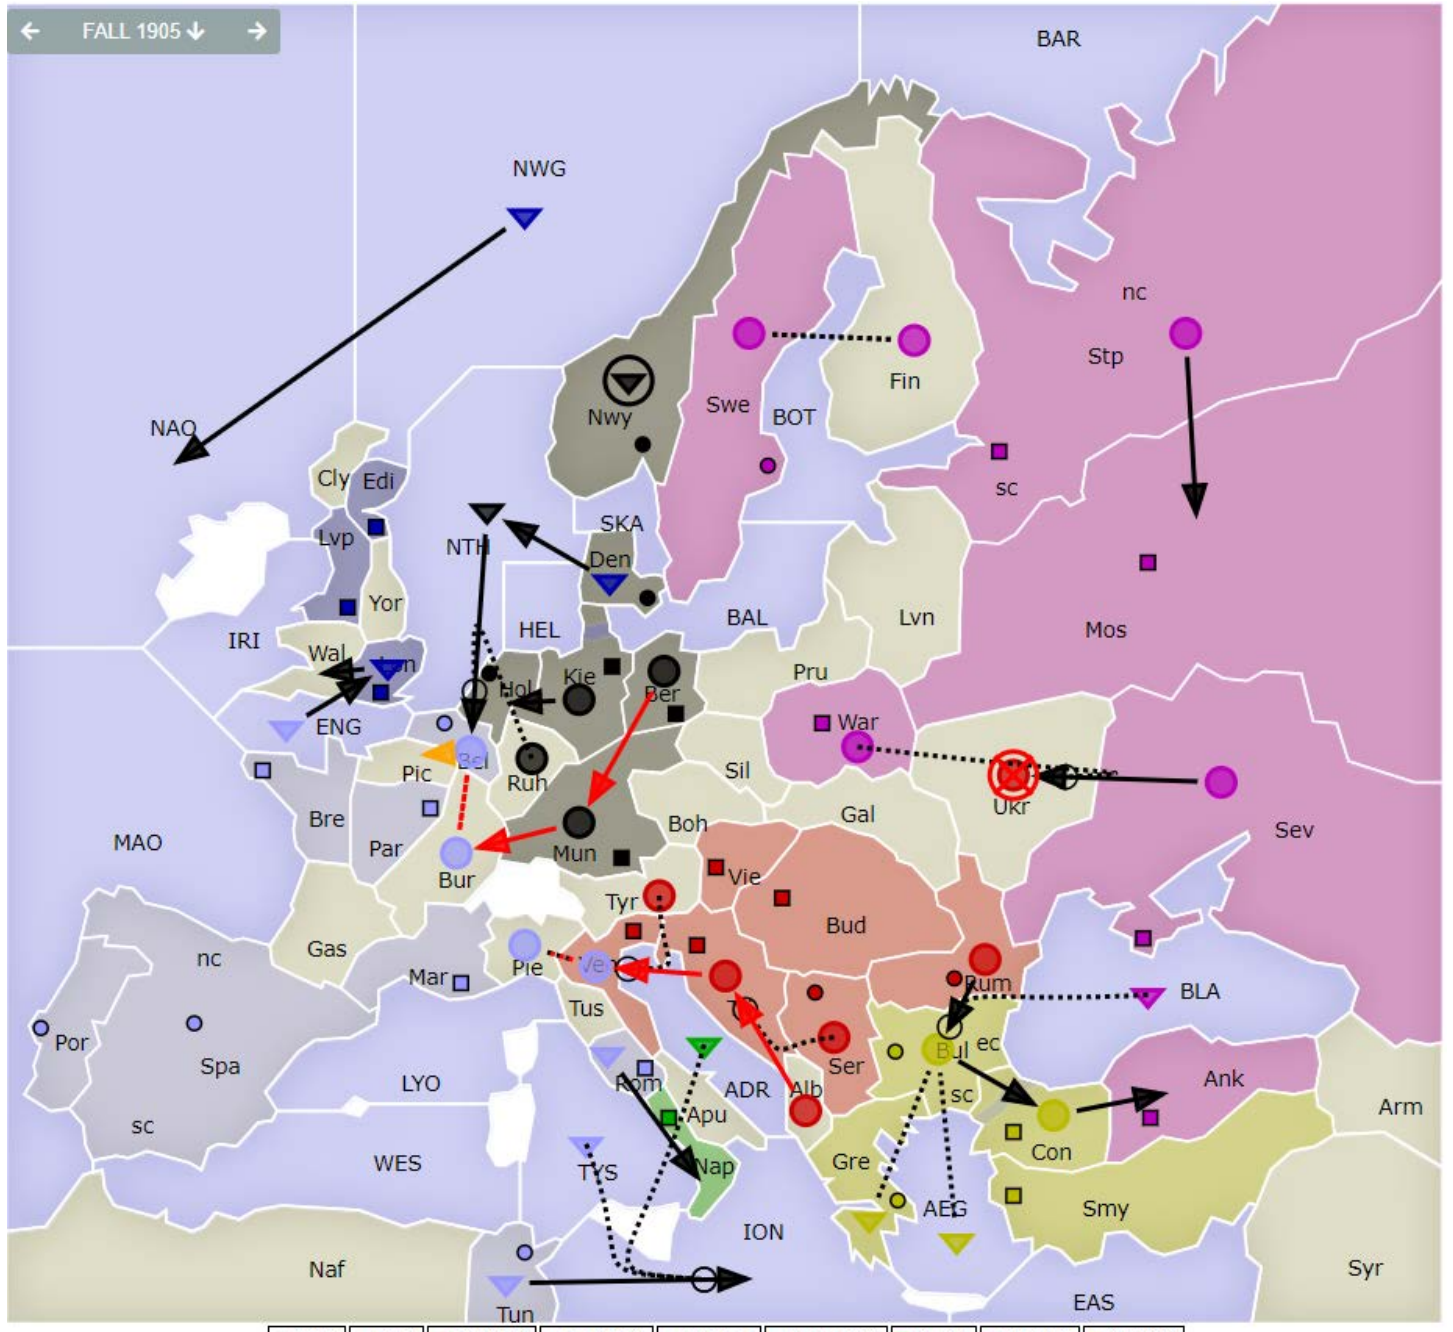 FALL 1905
BAR
NWG
nc
Stp
NAO
Fin
Nwy
Swe
BOT
Cly
Edi
sc
SKA
Lvp
NTH
Den
Yor
BAL
Lvn
HEL
Mos
IRI
Wal
Lon
Pru
Kie
Hol
Ber
ENG
War
Bel
Pic
Ruh
Sil
Ukr
Bre
Gal
Boh
Sev
MAO
Par
Mun
Bur
Vie
Tyr
Bud
Gas
nc
Pie
Ven
Mar
Rum
BLA
Tus
T
Por
Bul
ec
Spa
Ser
LYO
Rom
ADR
Alb
Ank
sc
Apu
Arm
sc
Con
WES
TYS
Nap
Gre
AEG
Smy
ION
Naf
Syr
Tun
EAS